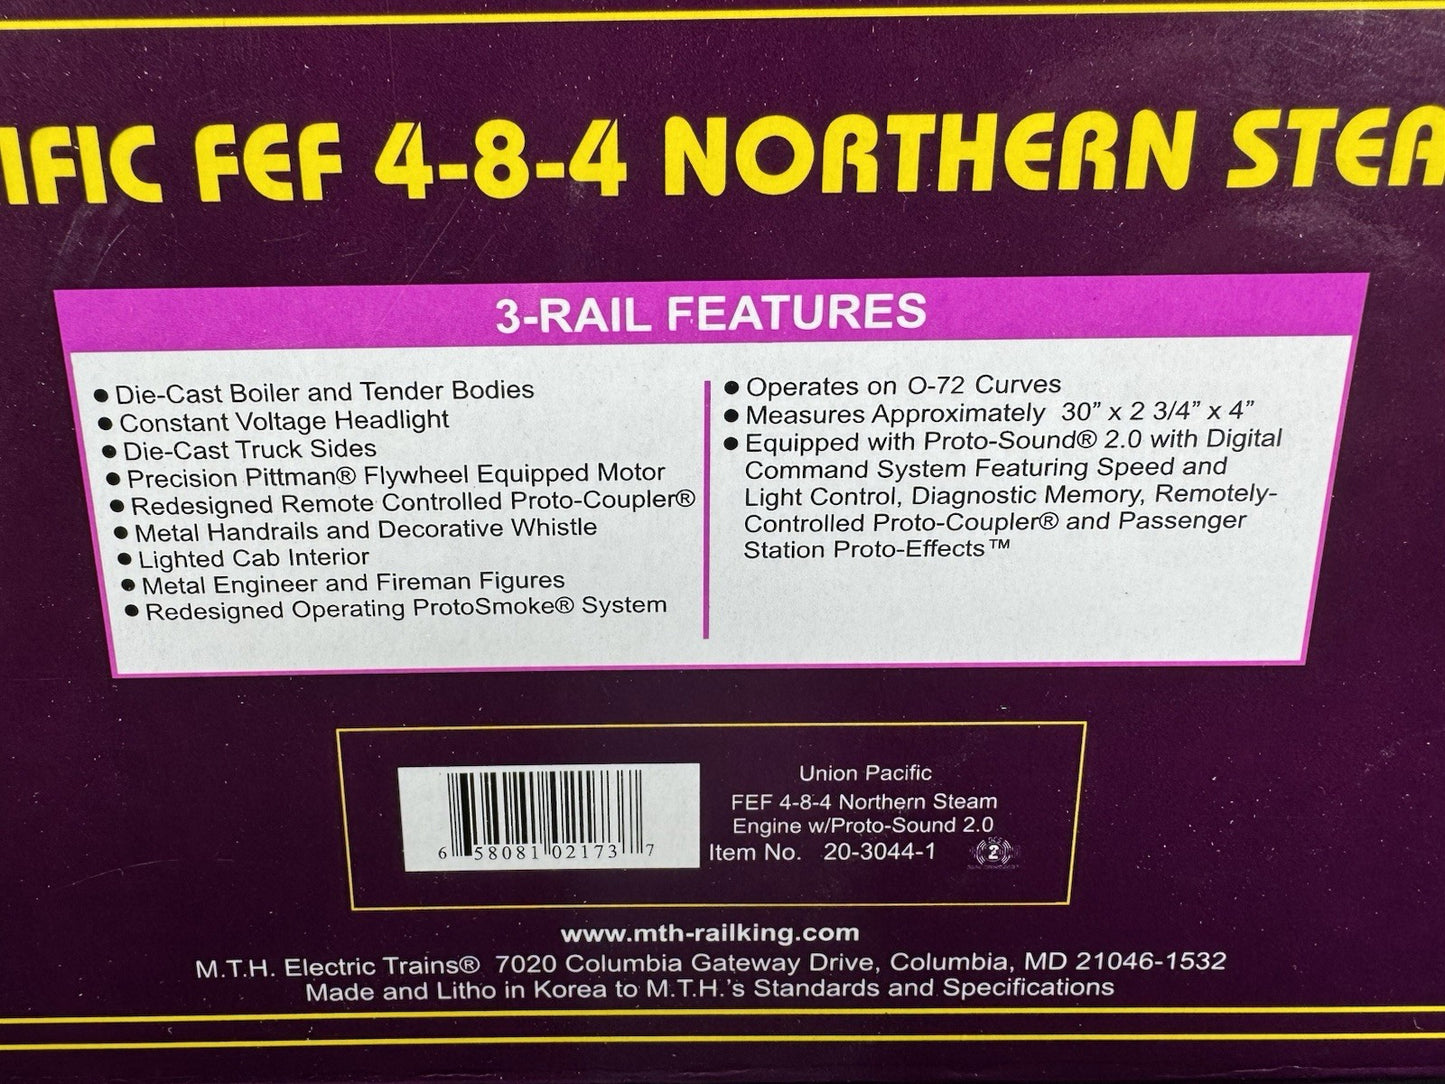 IFIC FEF 4-8-4 NORTHERN STEA
3-RAIL FEATURES
● Die-Cast Boiler and Tender Bodies
● Constant Voltage Headlight
● Die-Cast Truck Sides
● Precision Pittman® Flywheel Equipped Motor
● Redesigned Remote Controlled Proto-Coupler®
● Metal Handrails and Decorative Whistle
● Lighted Cab Interior
● Metal Engineer and Fireman Figures
● Redesigned Operating ProtoSmoke® System
● Operates on O-72 Curves
● Measures Approximately 30” x 2 3/4” x 4”
● Equipped with Proto-Sound® 2.0 with Digital
Command System Featuring Speed and
Light Control, Diagnostic Memory, Remotely-
Controlled Proto-Coupler® and Passenger
Station Proto-Effects™
6 58081 02173 7
Union Pacific
FEF 4-8-4 Northern Steam
Engine w/Proto-Sound 2.0
Item No. 20-3044-1
2
www.mth-railking.com
M.T.H. Electric Trains® 7020 Columbia Gateway Drive, Columbia, MD 21046-1532
Made and Litho in Korea to M.T.H.'s Standards and Specifications